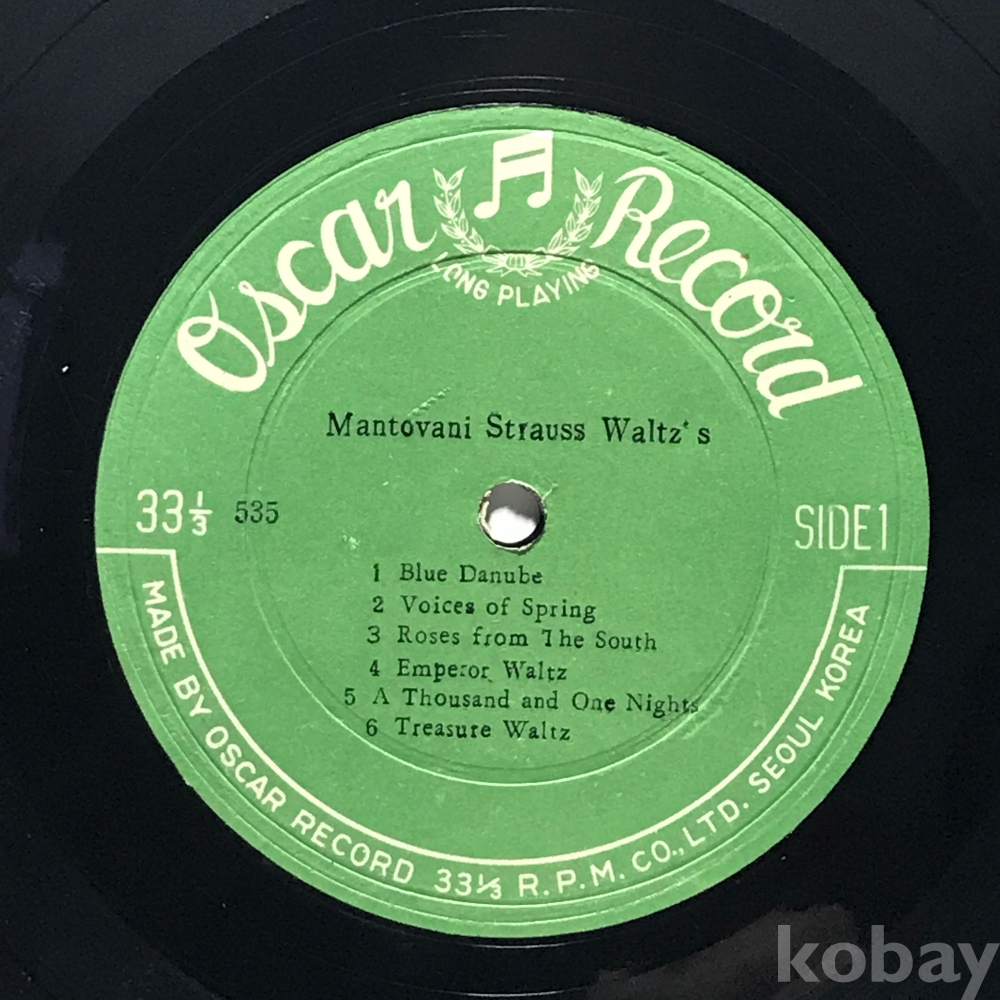 Oscar Record
LONG PLAYING
Mantovani Strauss Waltz's
33⅓ 535
SIDE1
1 Blue Danube
2 Voices of Spring
3 Roses from The South
4 Emperor Waltz
5 A Thousand and One Nights
6 Treasure Waltz
MADE BY OSCAR RECORD 33⅓ R.P.M. CO.,LTD. SEOUL KOREA
kobay